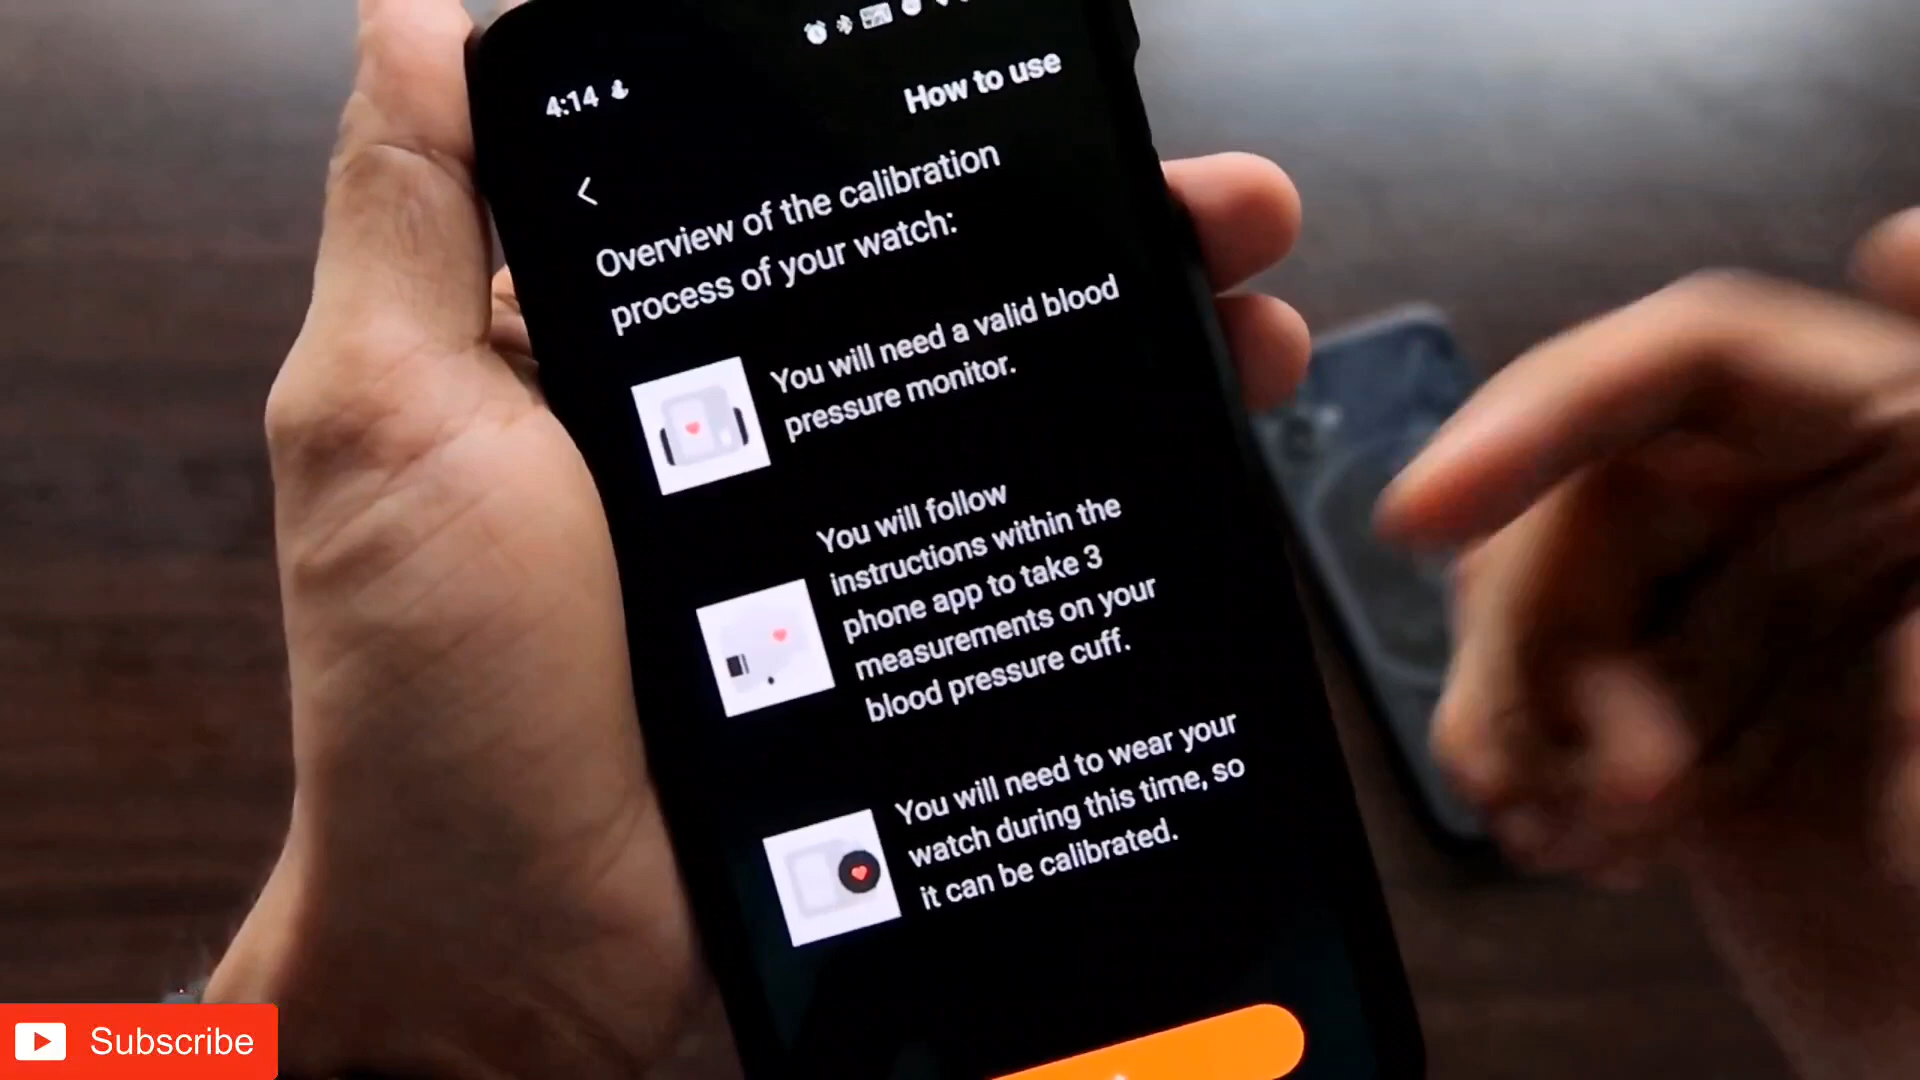 4:14
How to use
Overview of the calibration
process of your watch:
You will need a valid blood
pressure monitor.
You will follow
instructions within the
phone app to take 3
measurements on your
blood pressure cuff.
You will need to wear your
watch during this time, so
it can be calibrated.
Subscribe